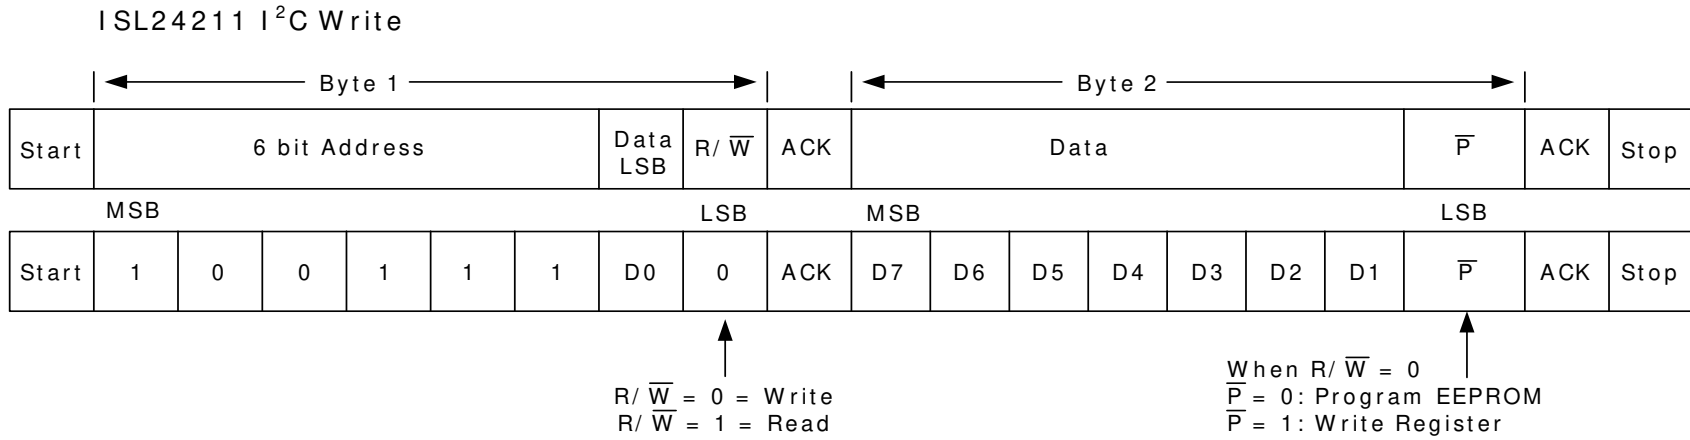 ISL24211 I²C Write
Byte 1 Byte 2
Start 6 bit Address Data LSB R/W̅ ACK Data P̅ ACK Stop
MSB LSB MSB LSB
Start 1 0 0 1 1 1 D0 0 ACK D7 D6 D5 D4 D3 D2 D1 P̅ ACK Stop
R/W̅ = 0 = Write
R/W̅ = 1 = Read
When R/W̅ = 0
P̅ = 0: Program EEPROM
P̅ = 1: Write Register